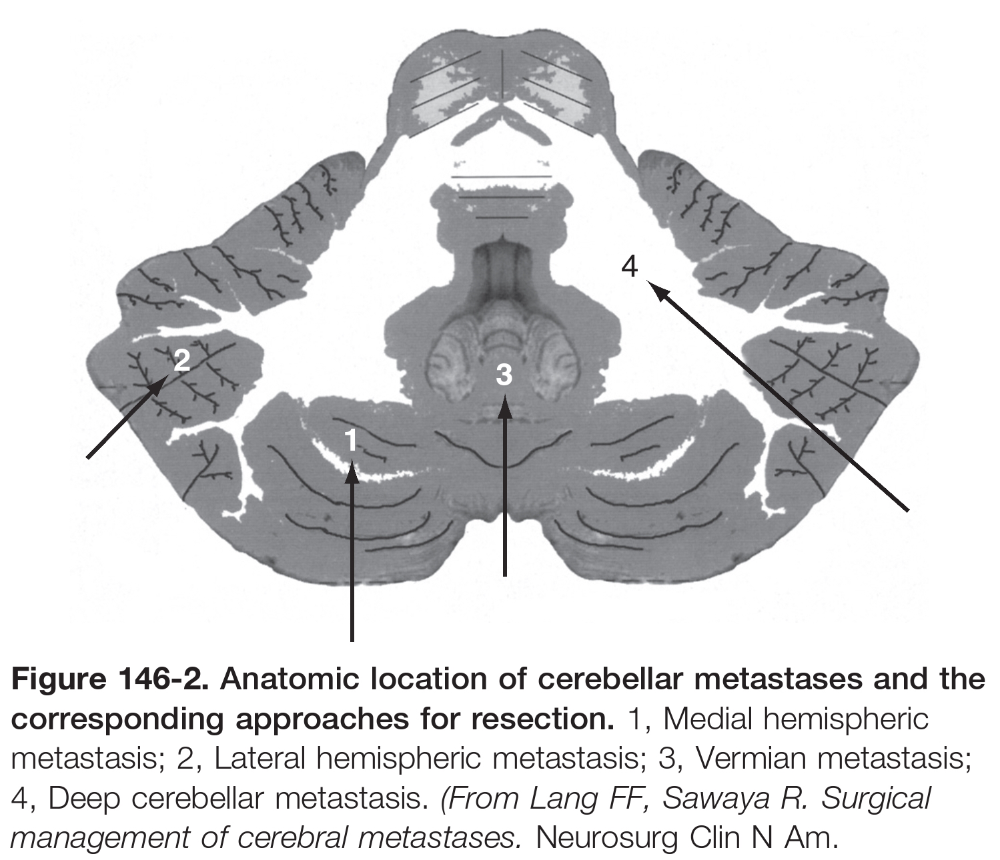 4
2
3
1
Figure 146-2. Anatomic location of cerebellar metastases and the
corresponding approaches for resection. 1, Medial hemispheric
metastasis; 2, Lateral hemispheric metastasis; 3, Vermian metastasis;
4, Deep cerebellar metastasis. (From Lang FF, Sawaya R. Surgical
management of cerebral metastases. Neurosurg Clin N Am.